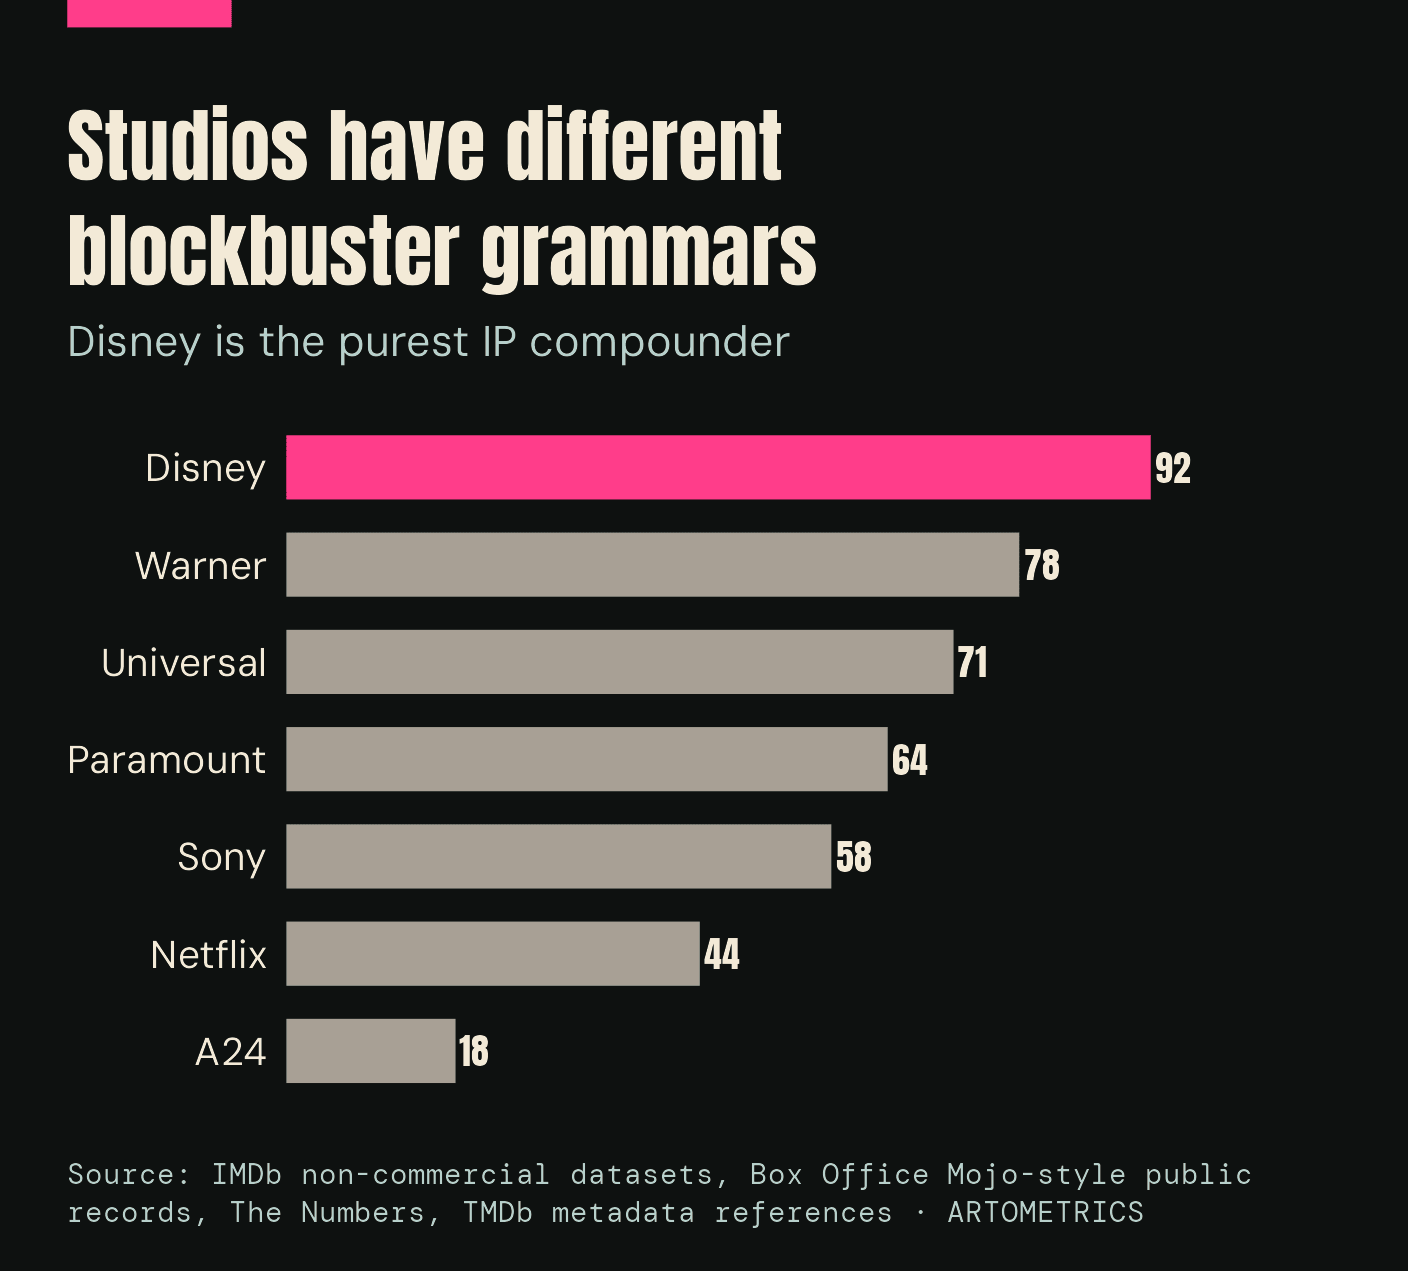 Studios have different
blockbuster grammars
Disney is the purest IP compounder
Disney 92
Warner 78
Universal 71
Paramount 64
Sony 58
Netflix 44
A24 18
Source: IMDb non-commercial datasets, Box Office Mojo-style public
records, The Numbers, TMDb metadata references · ARTOMETRICS